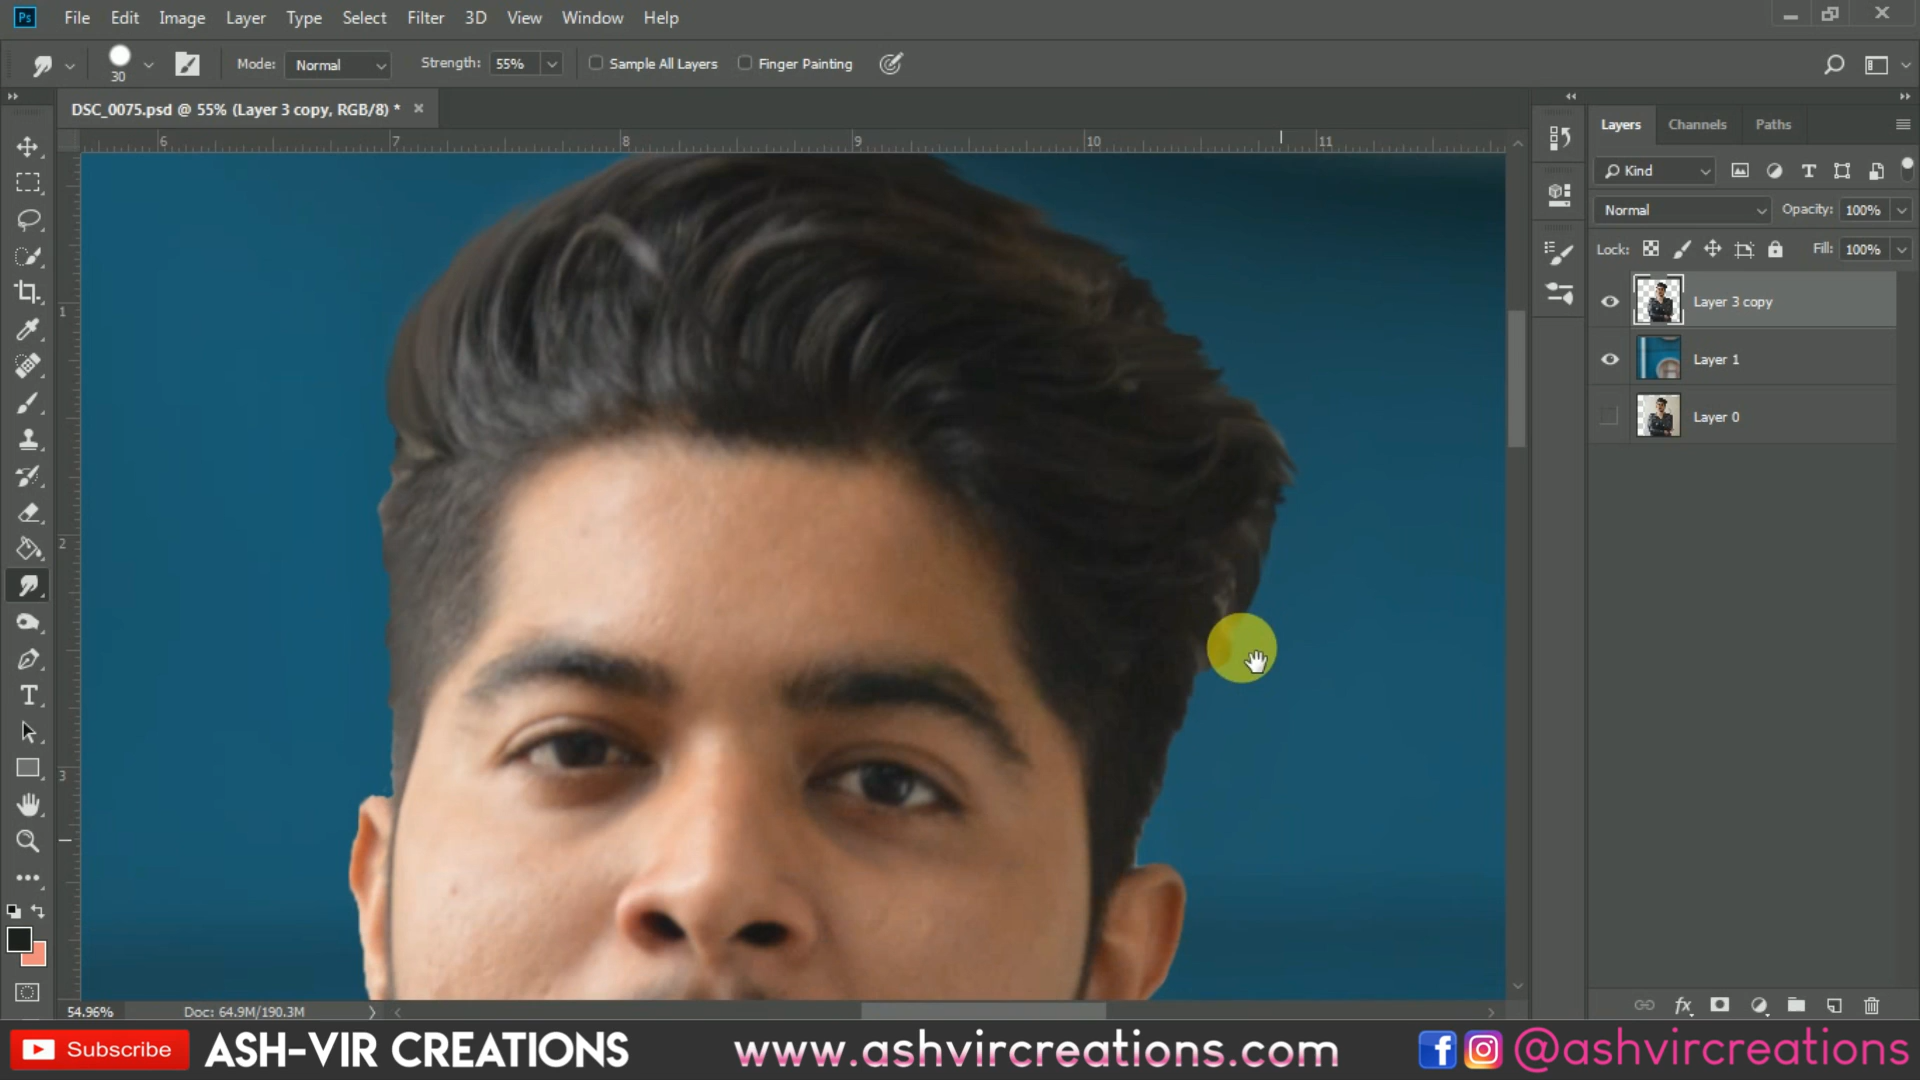 Ps File Edit Image Layer Type Select Filter 3D View Window Help
30 Mode: Normal Strength: 55% Sample All Layers Finger Painting
DSC_0075.psd @ 55% (Layer 3 copy, RGB/8) *
6 7 8 9 10 11
1
2
3
Layers Channels Paths
Kind
Normal Opacity: 100%
Lock: Fill: 100%
Layer 3 copy
Layer 1
Layer 0
fx
54.96% Doc: 64.9M/190.3M
Subscribe ASH-VIR CREATIONS www.ashvircreations.com @ashvircreations